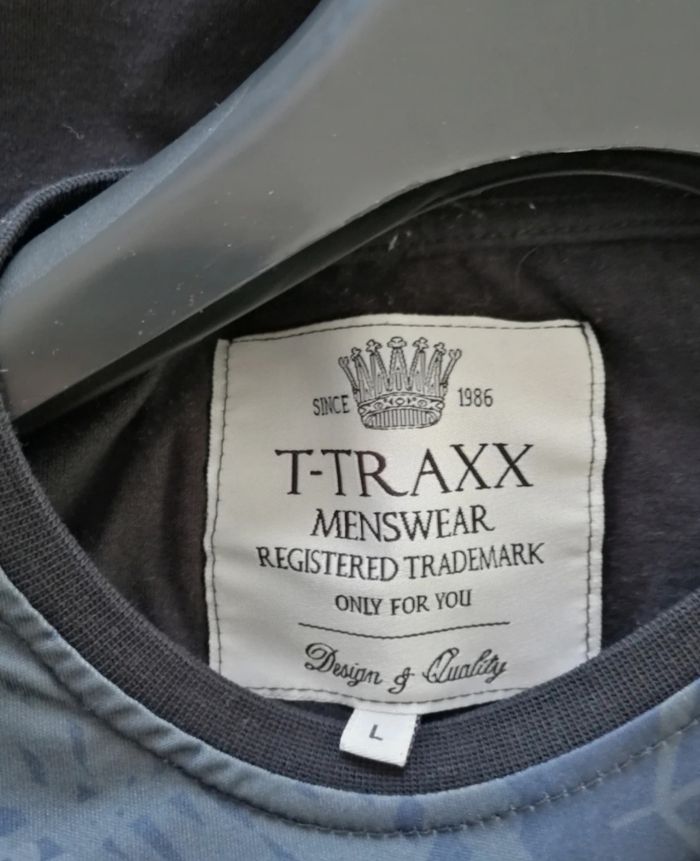 SINCE 1986
T-TRAXX
MENSWEAR
REGISTERED TRADEMARK
ONLY FOR YOU
Design & Quality
L